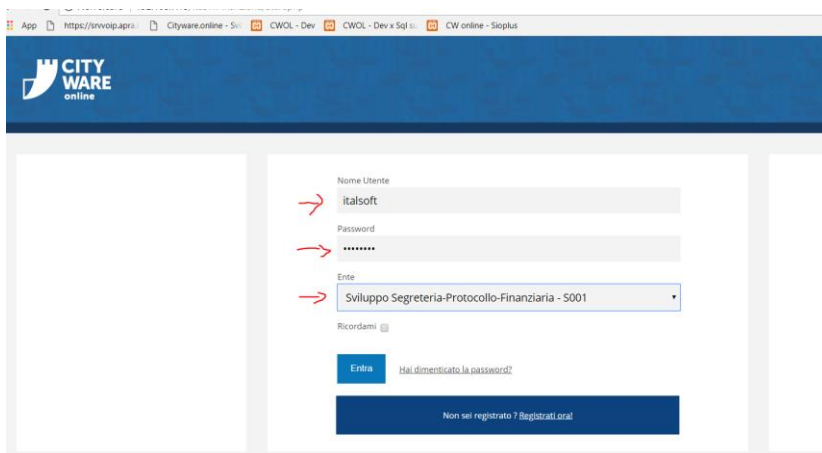 App https://srvvoip.apra. Cityware.online - Svi CWOL - Dev CWOL - Dev x Sql su CW online - Sioplus
CITY
WARE
online
Nome Utente
italsoft
Password
••••••••
Ente
Sviluppo Segreteria-Protocollo-Finanziaria - S001
Ricordami
Entra Hai dimenticato la password?
Non sei registrato ? Registrati ora!